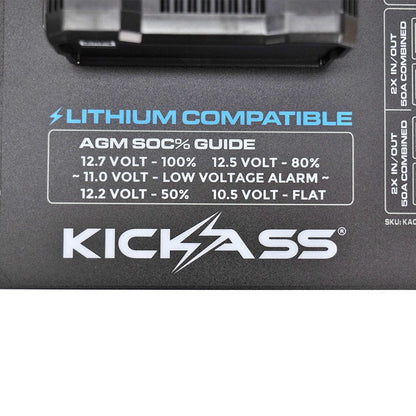 LITHIUM COMPATIBLE
AGM SOC% GUIDE
12.7 VOLT - 100% 12.5 VOLT - 80%
~ 11.0 VOLT - LOW VOLTAGE ALARM ~
12.2 VOLT - 50% 10.5 VOLT - FLAT
KICKASS®
2X IN/OUT
50A COMBINED
2X IN/OUT
50A COMBINED
SKU: KAC